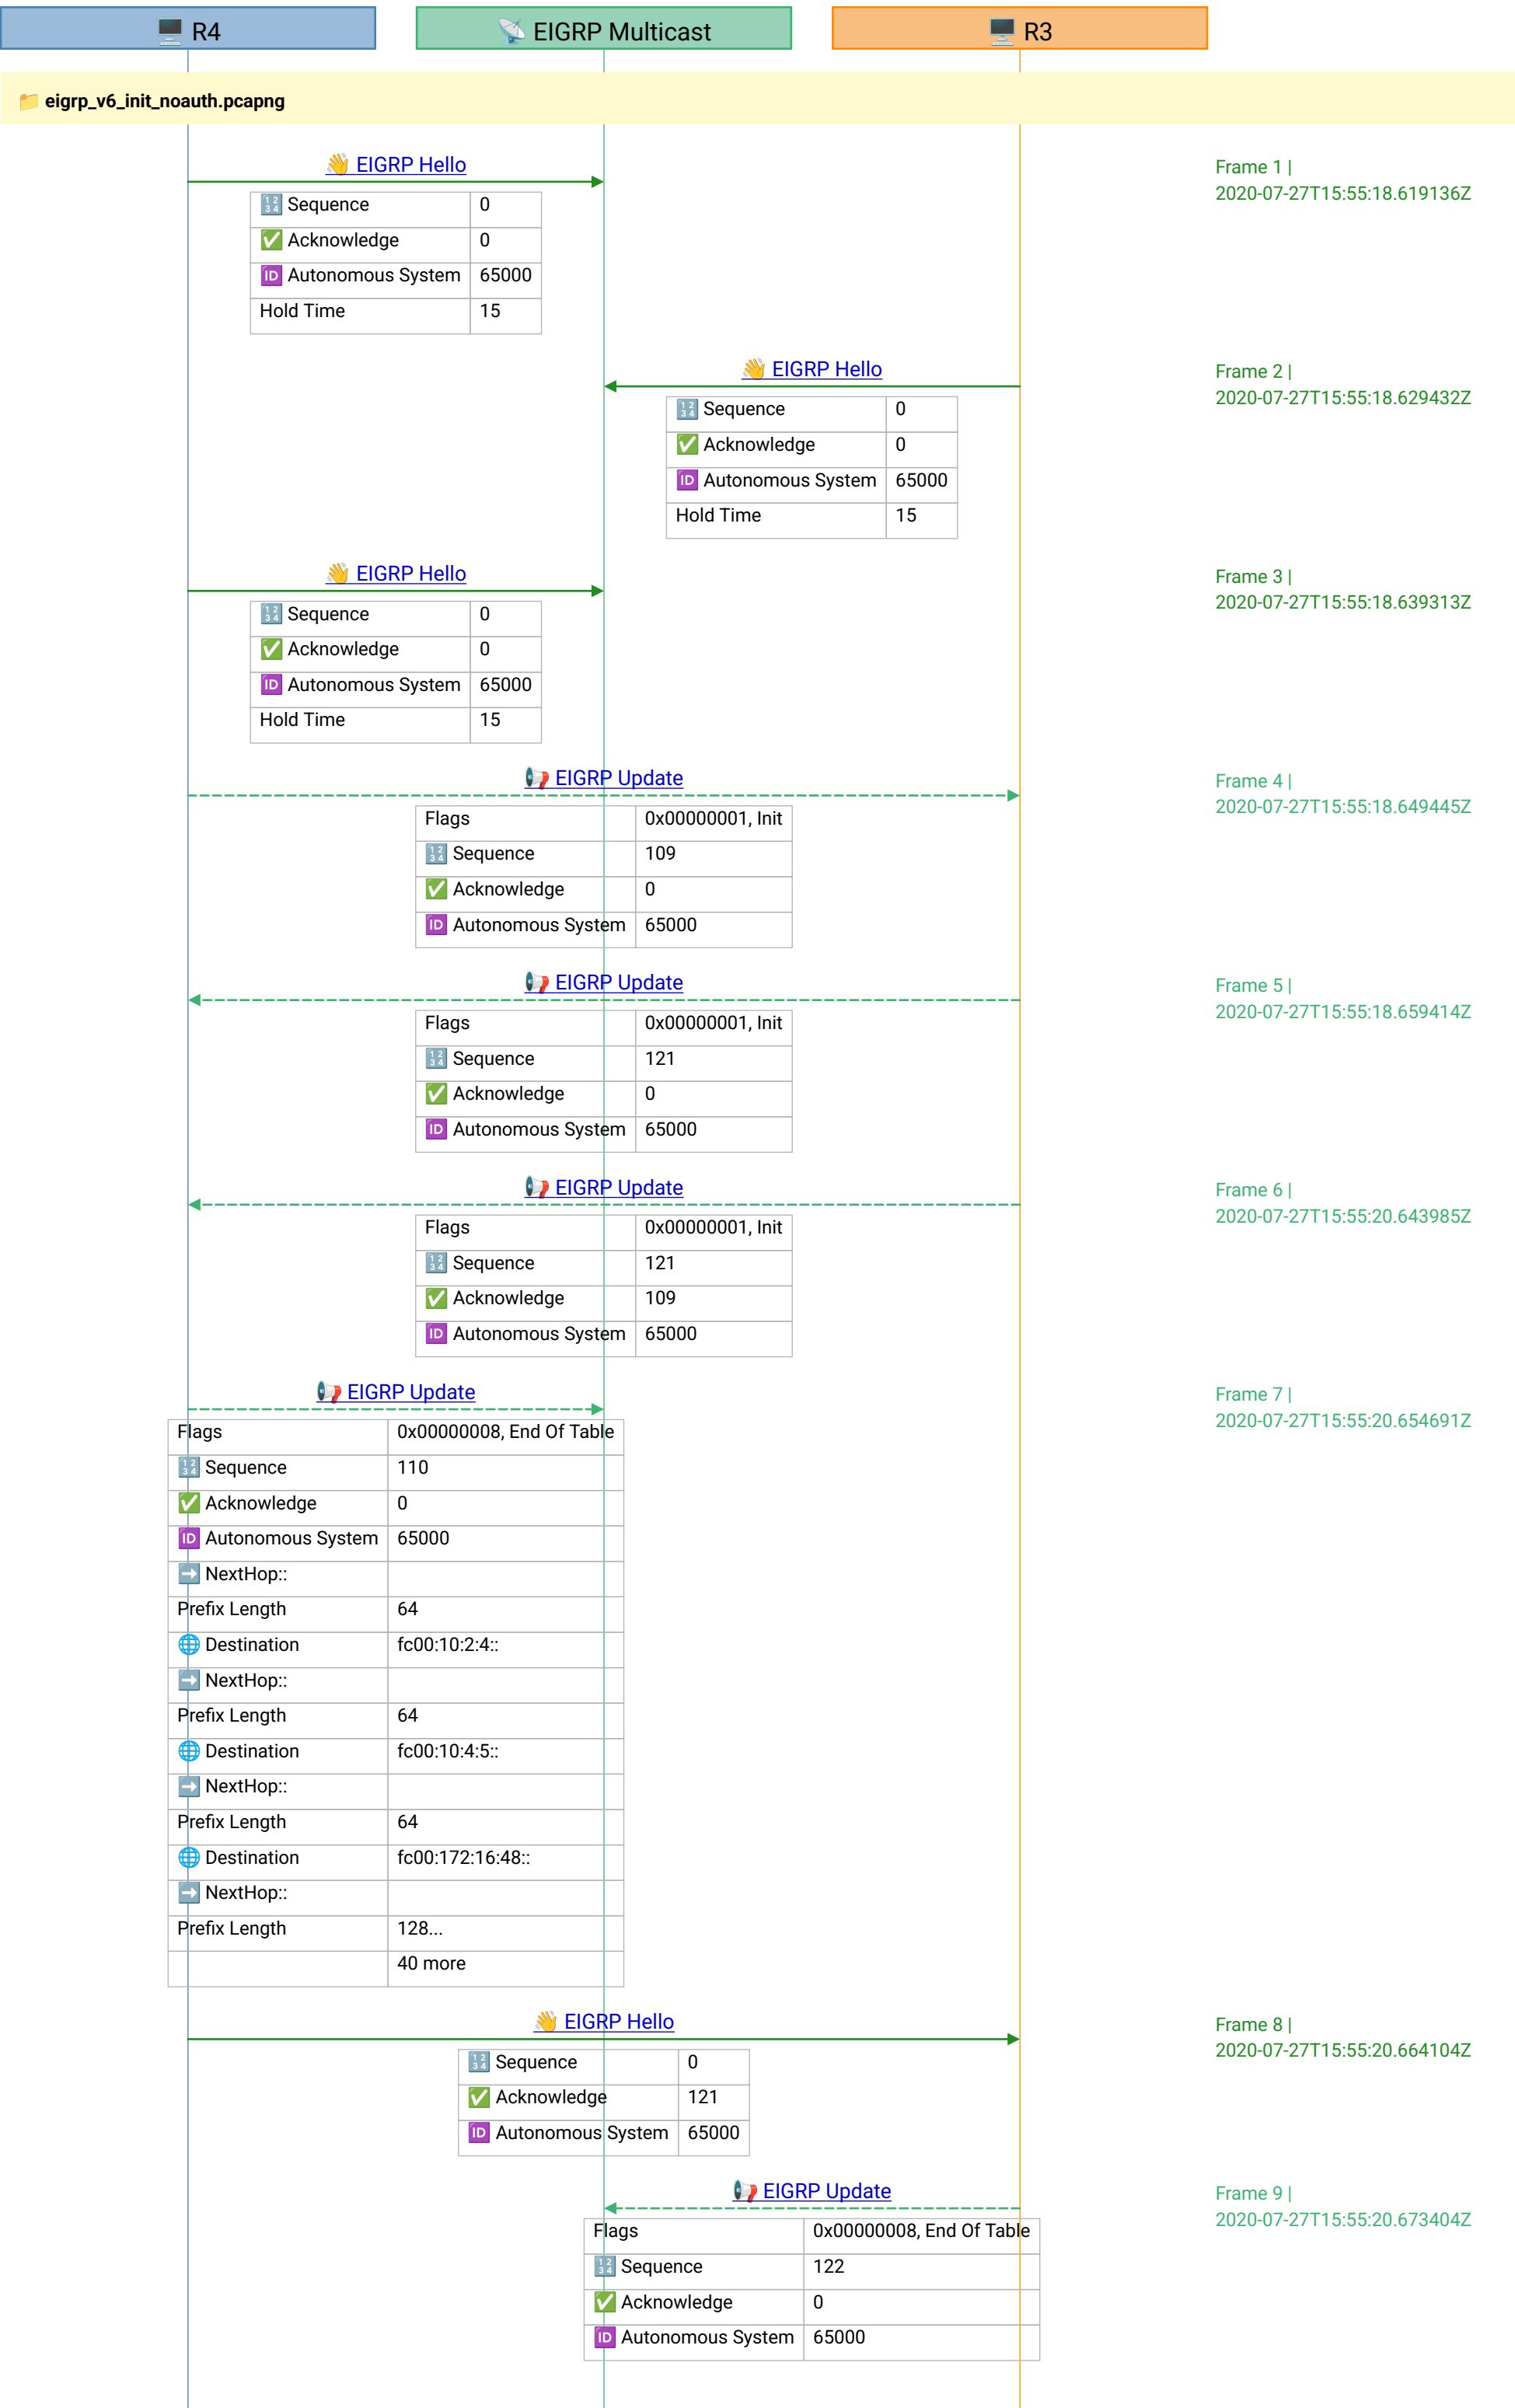 🖥️ R4
📡 EIGRP Multicast
🖥️ R3
📁 eigrp_v6_init_noauth.pcapng
👋 EIGRP Hello
Frame 1 |
2020-07-27T15:55:18.619136Z
🔢 Sequence 0
✅ Acknowledge 0
🆔 Autonomous System 65000
Hold Time 15
👋 EIGRP Hello
Frame 2 |
2020-07-27T15:55:18.629432Z
🔢 Sequence 0
✅ Acknowledge 0
🆔 Autonomous System 65000
Hold Time 15
👋 EIGRP Hello
Frame 3 |
2020-07-27T15:55:18.639313Z
🔢 Sequence 0
✅ Acknowledge 0
🆔 Autonomous System 65000
Hold Time 15
📢 EIGRP Update
Frame 4 |
2020-07-27T15:55:18.649445Z
Flags 0x00000001, Init
🔢 Sequence 109
✅ Acknowledge 0
🆔 Autonomous System 65000
📢 EIGRP Update
Frame 5 |
2020-07-27T15:55:18.659414Z
Flags 0x00000001, Init
🔢 Sequence 121
✅ Acknowledge 0
🆔 Autonomous System 65000
📢 EIGRP Update
Frame 6 |
2020-07-27T15:55:20.643985Z
Flags 0x00000001, Init
🔢 Sequence 121
✅ Acknowledge 109
🆔 Autonomous System 65000
📢 EIGRP Update
Frame 7 |
2020-07-27T15:55:20.654691Z
Flags 0x00000008, End Of Table
🔢 Sequence 110
✅ Acknowledge 0
🆔 Autonomous System 65000
➡️ NextHop::
Prefix Length 64
🌐 Destination fc00:10:2:4::
➡️ NextHop::
Prefix Length 64
🌐 Destination fc00:10:4:5::
➡️ NextHop::
Prefix Length 64
🌐 Destination fc00:172:16:48::
➡️ NextHop::
Prefix Length 128...
40 more
👋 EIGRP Hello
Frame 8 |
2020-07-27T15:55:20.664104Z
🔢 Sequence 0
✅ Acknowledge 121
🆔 Autonomous System 65000
📢 EIGRP Update
Frame 9 |
2020-07-27T15:55:20.673404Z
Flags 0x00000008, End Of Table
🔢 Sequence 122
✅ Acknowledge 0
🆔 Autonomous System 65000